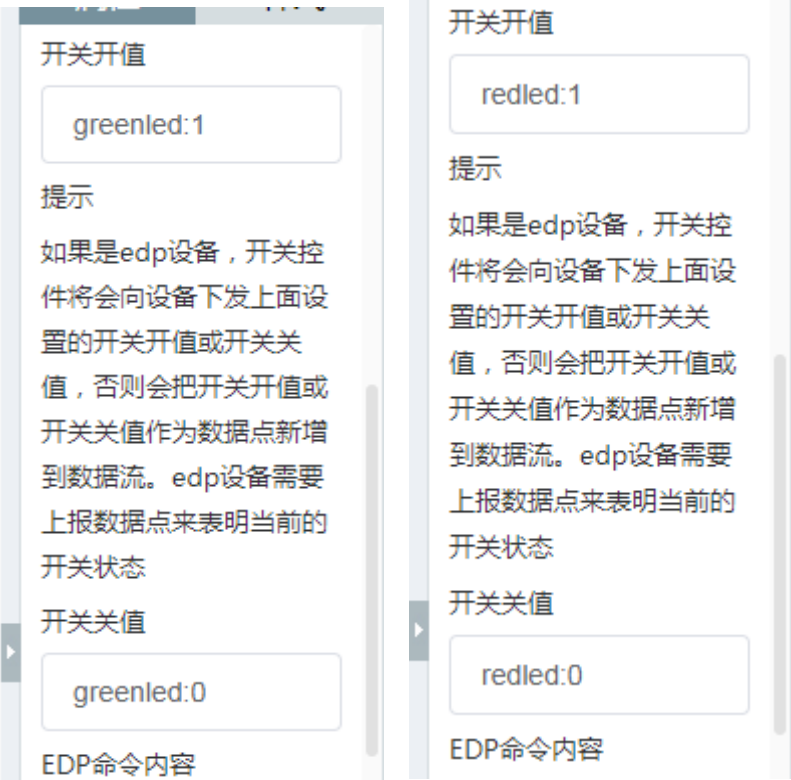 开关开值
greenled:1
提示
如果是edp设备，开关控
件将会向设备下发上面设
置的开关开值或开关关
值，否则会把开关开值或
开关关值作为数据点新增
到数据流。edp设备需要
上报数据点来表明当前的
开关状态
开关关值
greenled:0
EDP命令内容
开关开值
redled:1
提示
如果是edp设备，开关控
件将会向设备下发上面设
置的开关开值或开关关
值，否则会把开关开值或
开关关值作为数据点新增
到数据流。edp设备需要
上报数据点来表明当前的
开关状态
开关关值
redled:0
EDP命令内容